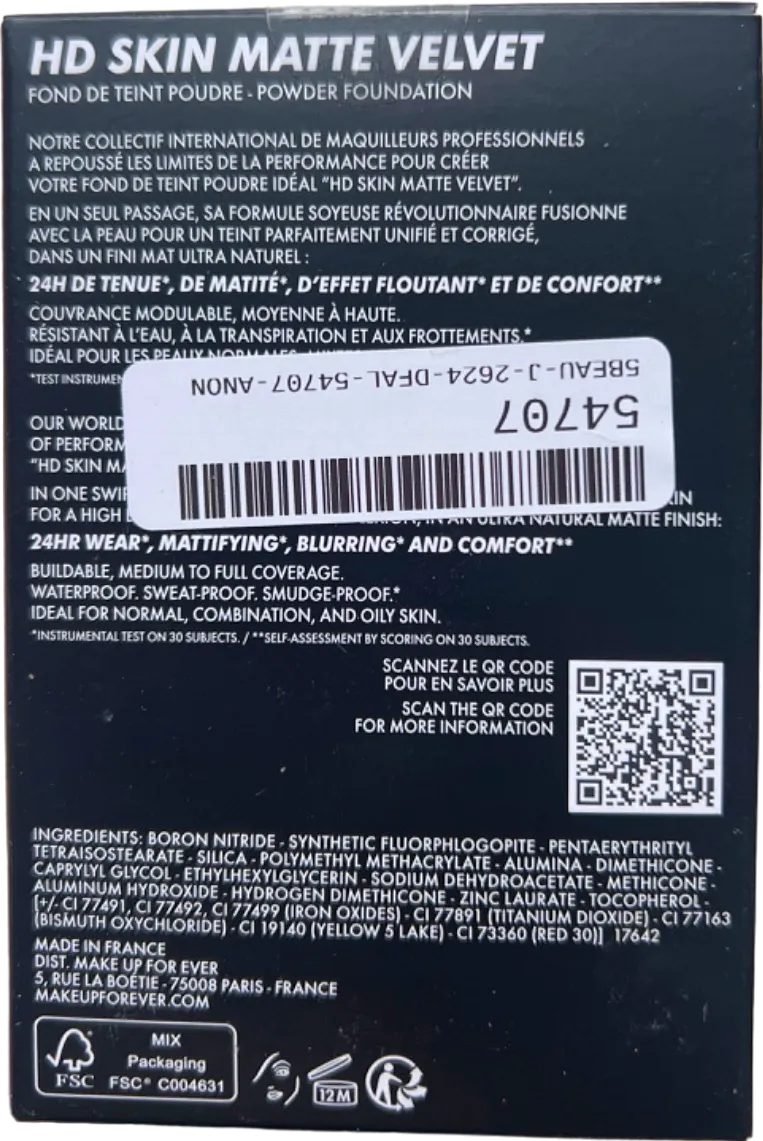 HD SKIN MATTE VELVET
FOND DE TEINT POUDRE - POWDER FOUNDATION
NOTRE COLLECTIF INTERNATIONAL DE MAQUILLEURS PROFESSIONNELS
A REPOUSSÉ LES LIMITES DE LA PERFORMANCE POUR CRÉER
VOTRE FOND DE TEINT POUDRE IDÉAL "HD SKIN MATTE VELVET".
EN UN SEUL PASSAGE, SA FORMULE SOYEUSE RÉVOLUTIONNAIRE FUSIONNE
AVEC LA PEAU POUR UN TEINT PARFAITEMENT UNIFIÉ ET CORRIGÉ,
DANS UN FINI MAT ULTRA NATUREL :
24H DE TENUE*, DE MATITÉ*, D'EFFET FLOUTANT* ET DE CONFORT**
COUVRANCE MODULABLE, MOYENNE À HAUTE.
RÉSISTANT À L'EAU, À LA TRANSPIRATION ET AUX FROTTEMENTS.*
IDÉAL POUR LES PEAUX
*TEST INSTRUMEN
5BEAU-J-2624-DFAL-54707-ANON
54707
OUR WORLD
OF PERFORM
"HD SKIN MA
IN ONE SWIF
FOR A HIGH
IN AN ULTRA NATURAL MATTE FINISH:
24HR WEAR*, MATTIFYING*, BLURRING* AND COMFORT**
BUILDABLE, MEDIUM TO FULL COVERAGE.
WATERPROOF. SWEAT-PROOF. SMUDGE-PROOF.*
IDEAL FOR NORMAL, COMBINATION, AND OILY SKIN.
*INSTRUMENTAL TEST ON 30 SUBJECTS. / **SELF-ASSESSMENT BY SCORING ON 30 SUBJECTS.
SCANNEZ LE QR CODE
POUR EN SAVOIR PLUS
SCAN THE QR CODE
FOR MORE INFORMATION
INGREDIENTS: BORON NITRIDE - SYNTHETIC FLUORPHLOGOPITE - PENTAERYTHRITYL
TETRAISOSTEARATE - SILICA - POLYMETHYL METHACRYLATE - ALUMINA - DIMETHICONE -
CAPRYLYL GLYCOL - ETHYLHEXYLGLYCERIN - SODIUM DEHYDROACETATE - METHICONE -
ALUMINUM HYDROXIDE - HYDROGEN DIMETHICONE - ZINC LAURATE - TOCOPHEROL -
[+/- CI 77491, CI 77492, CI 77499 (IRON OXIDES) - CI 77891 (TITANIUM DIOXIDE) - CI 77163
(BISMUTH OXYCHLORIDE) - CI 19140 (YELLOW 5 LAKE) - CI 73360 (RED 30)] 17642
MADE IN FRANCE
DIST. MAKE UP FOR EVER
5, RUE LA BOÉTIE - 75008 PARIS - FRANCE
MAKEUPFOREVER.COM
MIX
Packaging
FSC FSC® C004631
12M